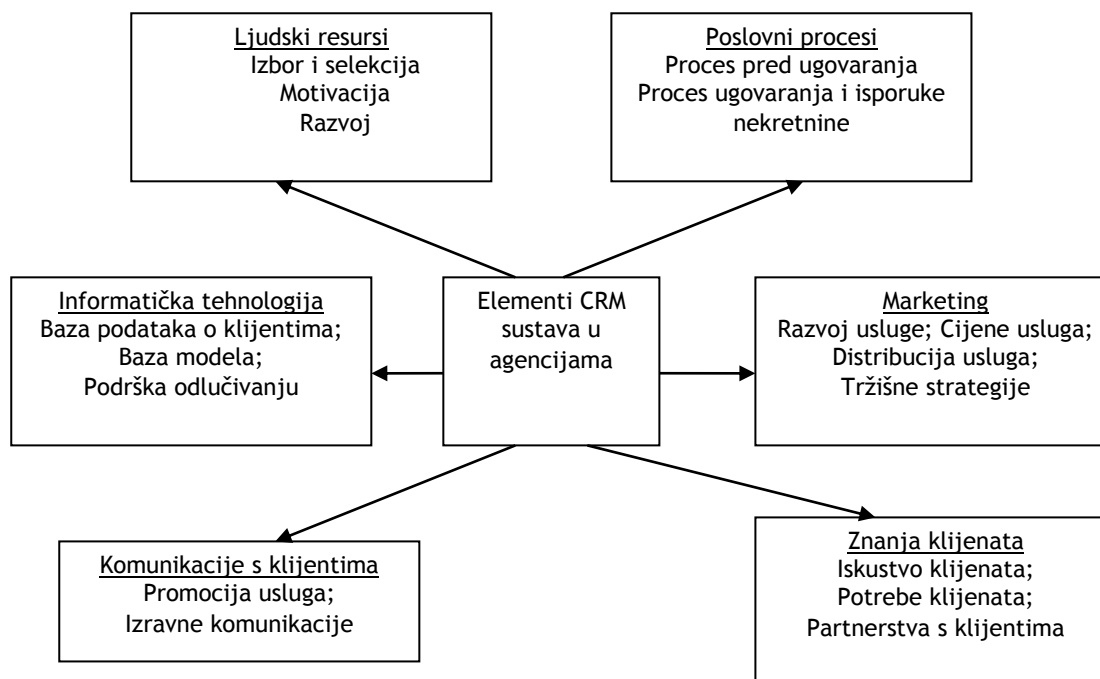 Ljudski resursi
Izbor i selekcija
Motivacija
Razvoj
Poslovni procesi
Proces pred ugovaranja
Proces ugovaranja i isporuke
nekretnine
Informatička tehnologija
Baza podataka o klijentima;
Baza modela;
Podrška odlučivanju
Elementi CRM
sustava u
agencijama
Marketing
Razvoj usluge; Cijene usluga;
Distribucija usluga;
Tržišne strategije
Komunikacije s klijentima
Promocija usluga;
Izravne komunikacije
Znanja klijenata
Iskustvo klijenata;
Potrebe klijenata;
Partnerstva s klijentima